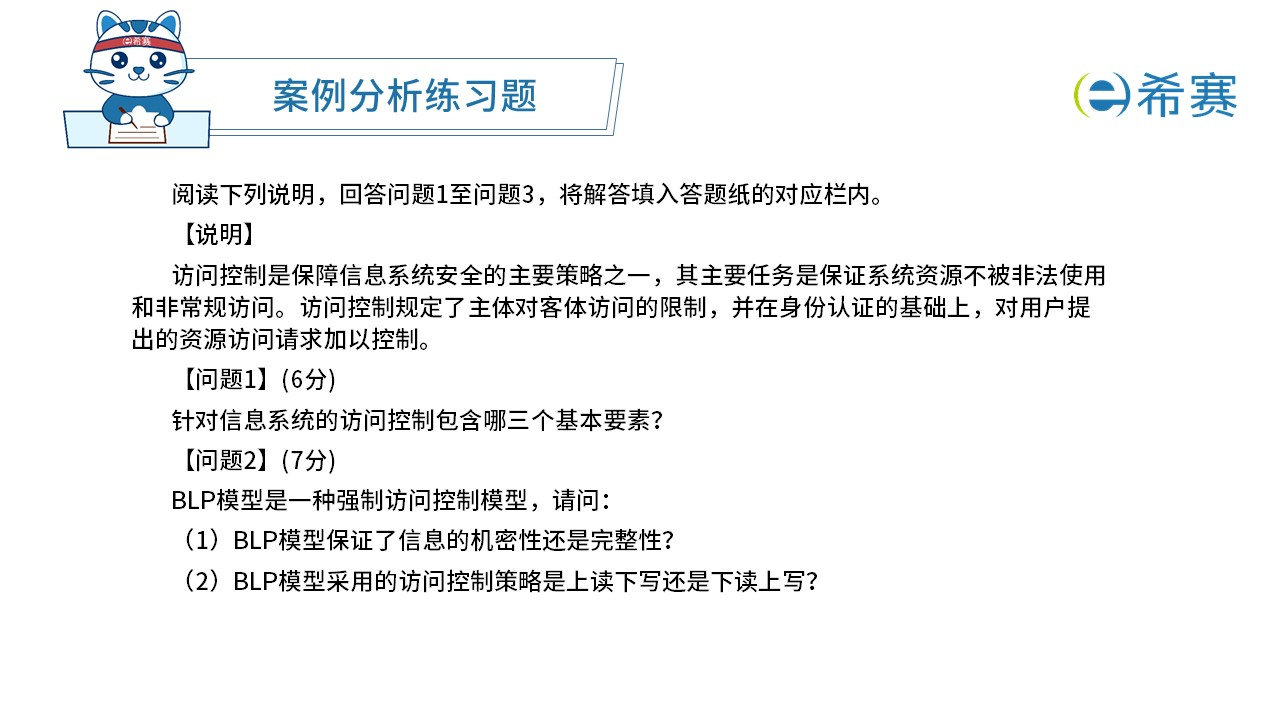 希赛
案例分析练习题
希赛
阅读下列说明，回答问题1至问题3，将解答填入答题纸的对应栏内。
【说明】
访问控制是保障信息系统安全的主要策略之一，其主要任务是保证系统资源不被非法使用
和非常规访问。访问控制规定了主体对客体访问的限制，并在身份认证的基础上，对用户提
出的资源访问请求加以控制。
【问题1】(6分)
针对信息系统的访问控制包含哪三个基本要素？
【问题2】(7分)
BLP模型是一种强制访问控制模型，请问：
（1）BLP模型保证了信息的机密性还是完整性？
（2）BLP模型采用的访问控制策略是上读下写还是下读上写？